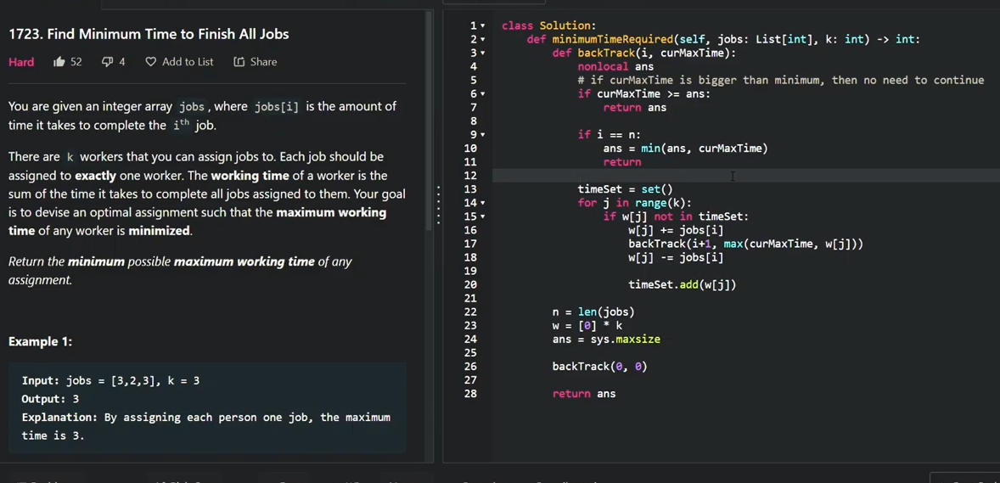 1723. Find Minimum Time to Finish All Jobs
Hard 52 4 Add to List Share
You are given an integer array jobs, where jobs[i] is the amount of
time it takes to complete the ith job.
There are k workers that you can assign jobs to. Each job should be
assigned to exactly one worker. The working time of a worker is the
sum of the time it takes to complete all jobs assigned to them. Your goal
is to devise an optimal assignment such that the maximum working
time of any worker is minimized.
Return the minimum possible maximum working time of any
assignment.
Example 1:
Input: jobs = [3,2,3], k = 3
Output: 3
Explanation: By assigning each person one job, the maximum
time is 3.
1 class Solution:
2 def minimumTimeRequired(self, jobs: List[int], k: int) -> int:
3 def backTrack(i, curMaxTime):
4 nonlocal ans
5 # if curMaxTime is bigger than minimum, then no need to continue
6 if curMaxTime >= ans:
7 return ans
8
9 if i == n:
10 ans = min(ans, curMaxTime)
11 return
12
13 timeSet = set()
14 for j in range(k):
15 if w[j] not in timeSet:
16 w[j] += jobs[i]
17 backTrack(i+1, max(curMaxTime, w[j]))
18 w[j] -= jobs[i]
19
20 timeSet.add(w[j])
21
22 n = len(jobs)
23 w = [0] * k
24 ans = sys.maxsize
25
26 backTrack(0, 0)
27
28 return ans